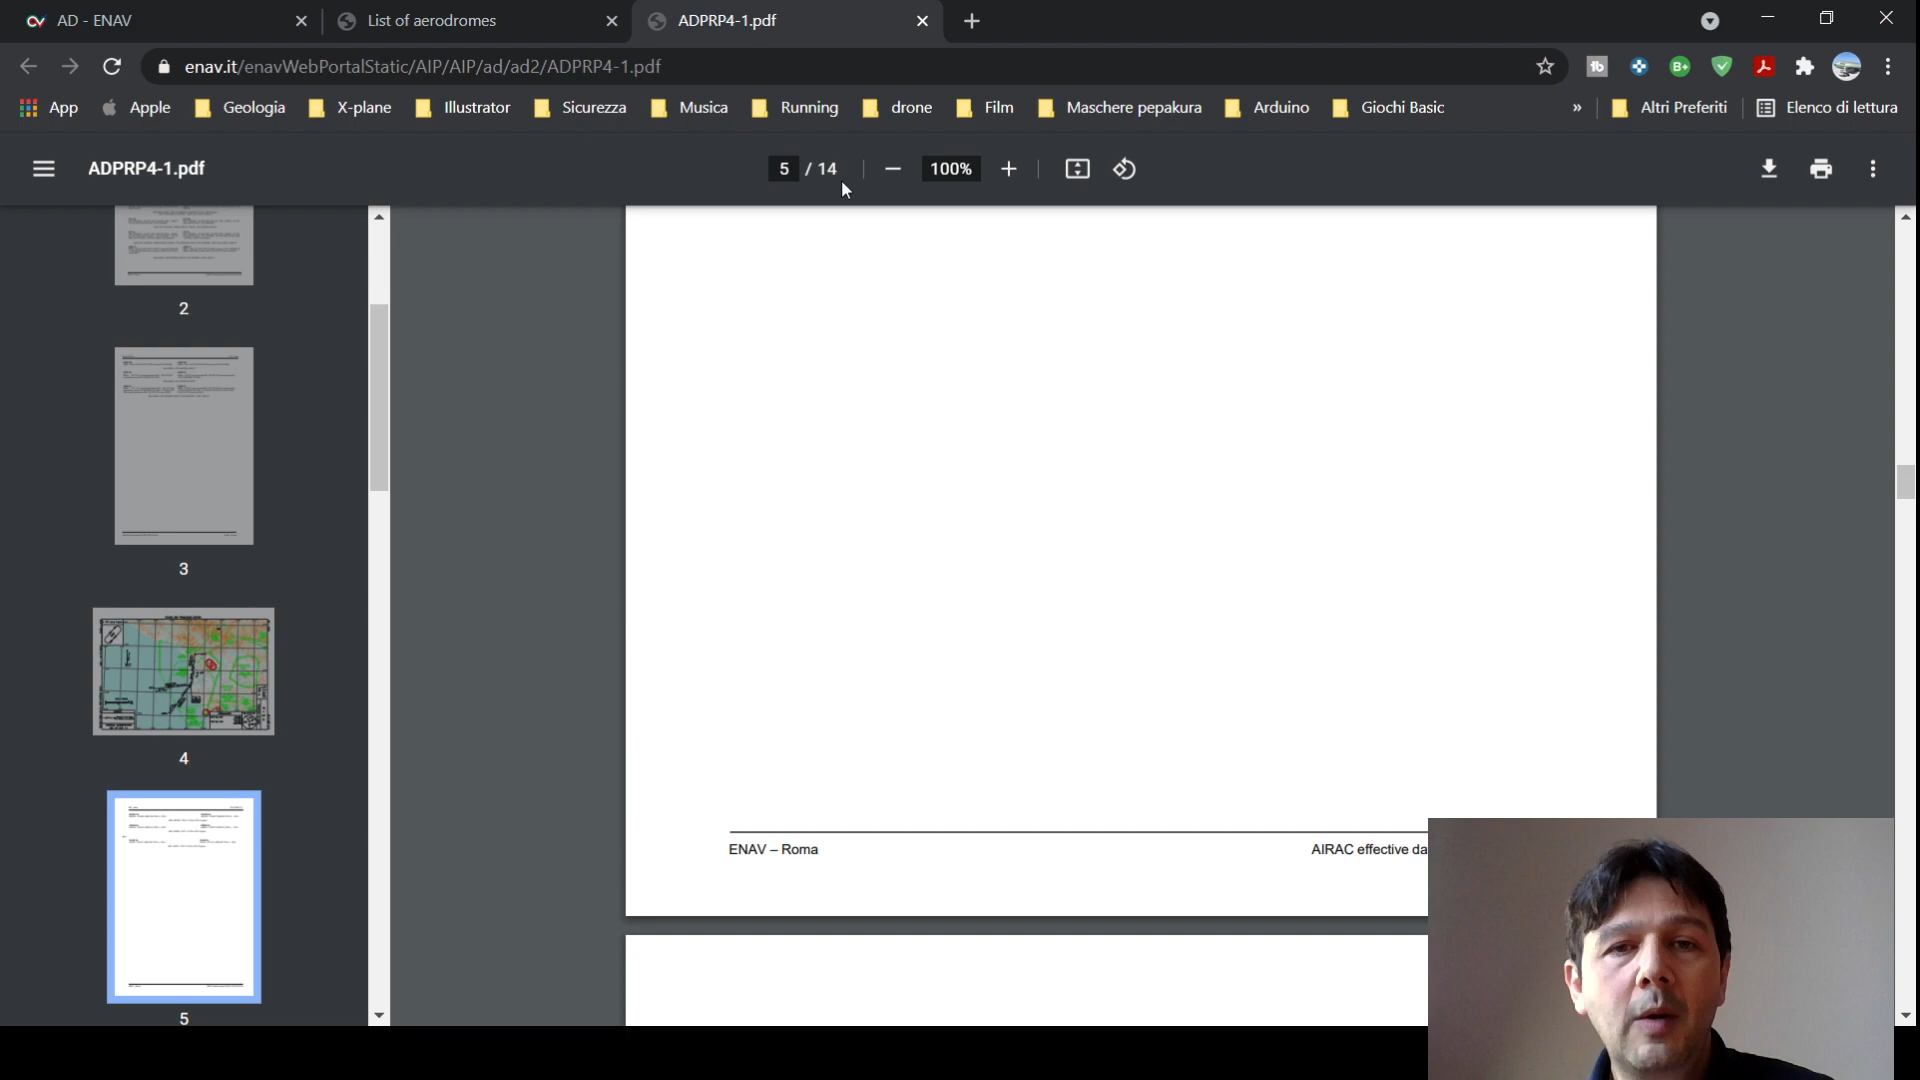 AD - ENAV
List of aerodromes
ADPRP4-1.pdf
enav.it/enavWebPortalStatic/AIP/AIP/ad/ad2/ADPRP4-1.pdf
App Apple Geologia X-plane Illustrator Sicurezza Musica Running drone Film Maschere pepakura Arduino Giochi Basic » Altri Preferiti Elenco di lettura
ADPRP4-1.pdf
5 / 14
100%
2
3
4
5
ENAV – Roma
AIRAC effective da